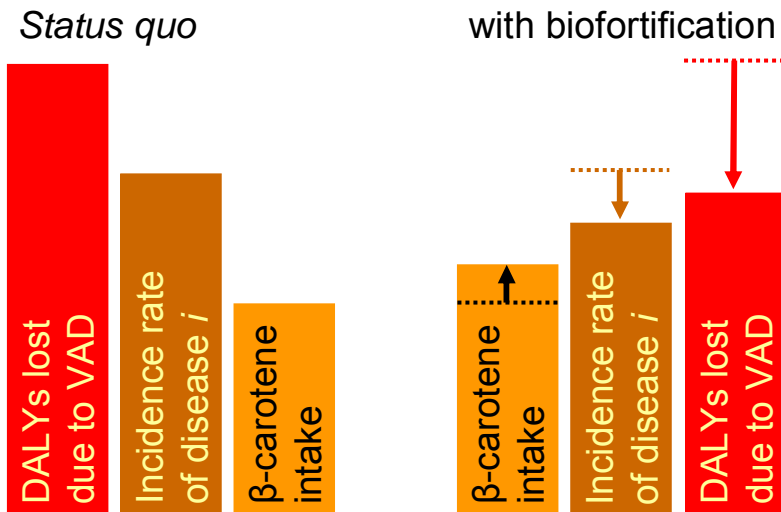 Status quo
with biofortification
DALYs lost
due to VAD
Incidence rate
of disease i
β-carotene
intake
β-carotene
intake
Incidence rate
of disease i
DALYs lost
due to VAD